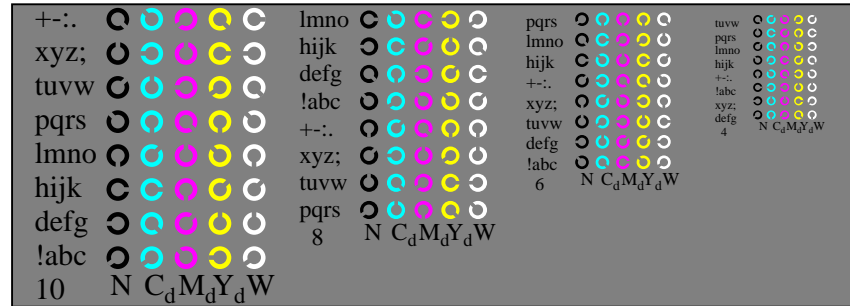 +-:.
xyz;
tuvw
pqrs
lmno
hijk
defg
!abc
10 N CdMdYdW
lmno
hijk
defg
!abc
+-:.
xyz;
tuvw
pqrs
8 N CdMdYdW
pqrs
lmno
hijk
+-:.
xyz;
tuvw
defg
!abc
6 N CdMdYdW
tuvw
pqrs
lmno
hijk
+-:.
!abc
xyz;
defg
4 N CdMdYdW